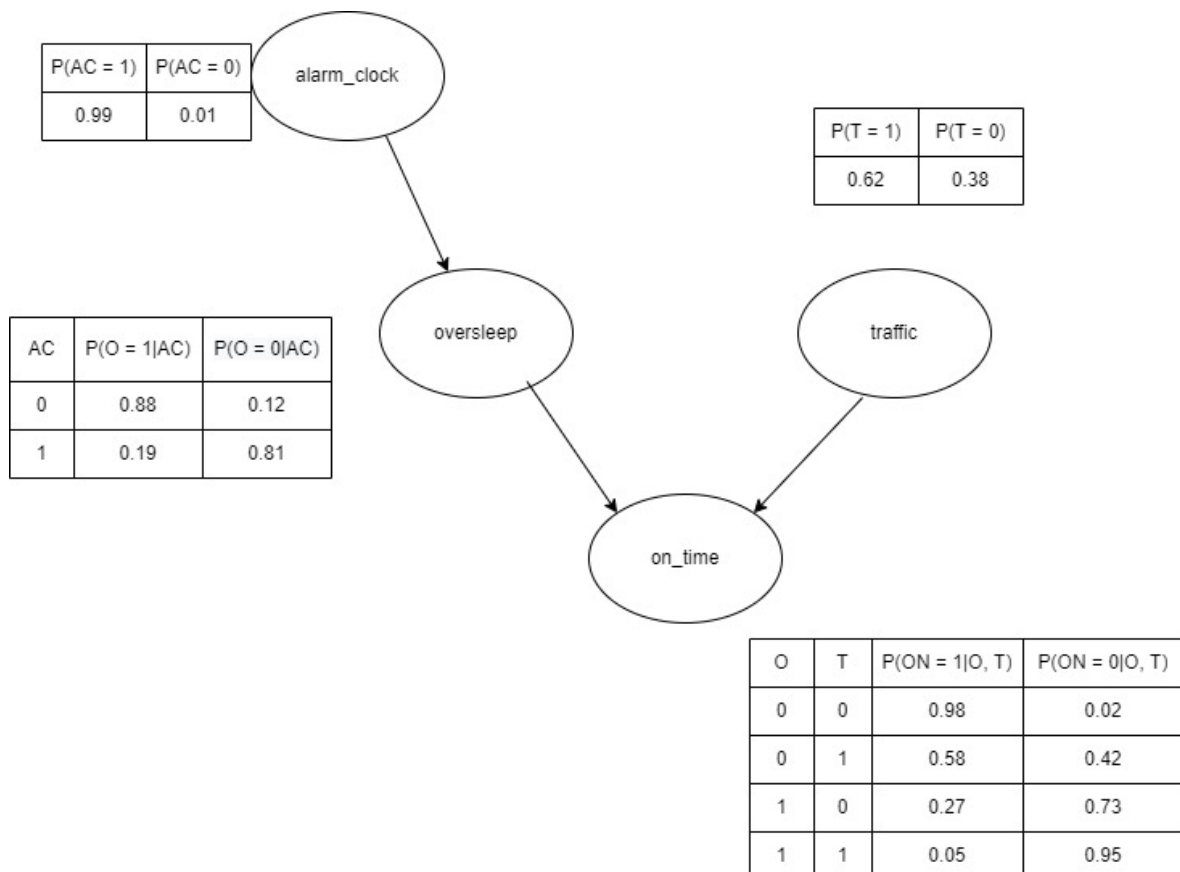 P(AC = 1) P(AC = 0)
0.99 0.01
alarm_clock
P(T = 1) P(T = 0)
0.62 0.38
oversleep
traffic
AC P(O = 1|AC) P(O = 0|AC)
0 0.88 0.12
1 0.19 0.81
on_time
O T P(ON = 1|O, T) P(ON = 0|O, T)
0 0 0.98 0.02
0 1 0.58 0.42
1 0 0.27 0.73
1 1 0.05 0.95